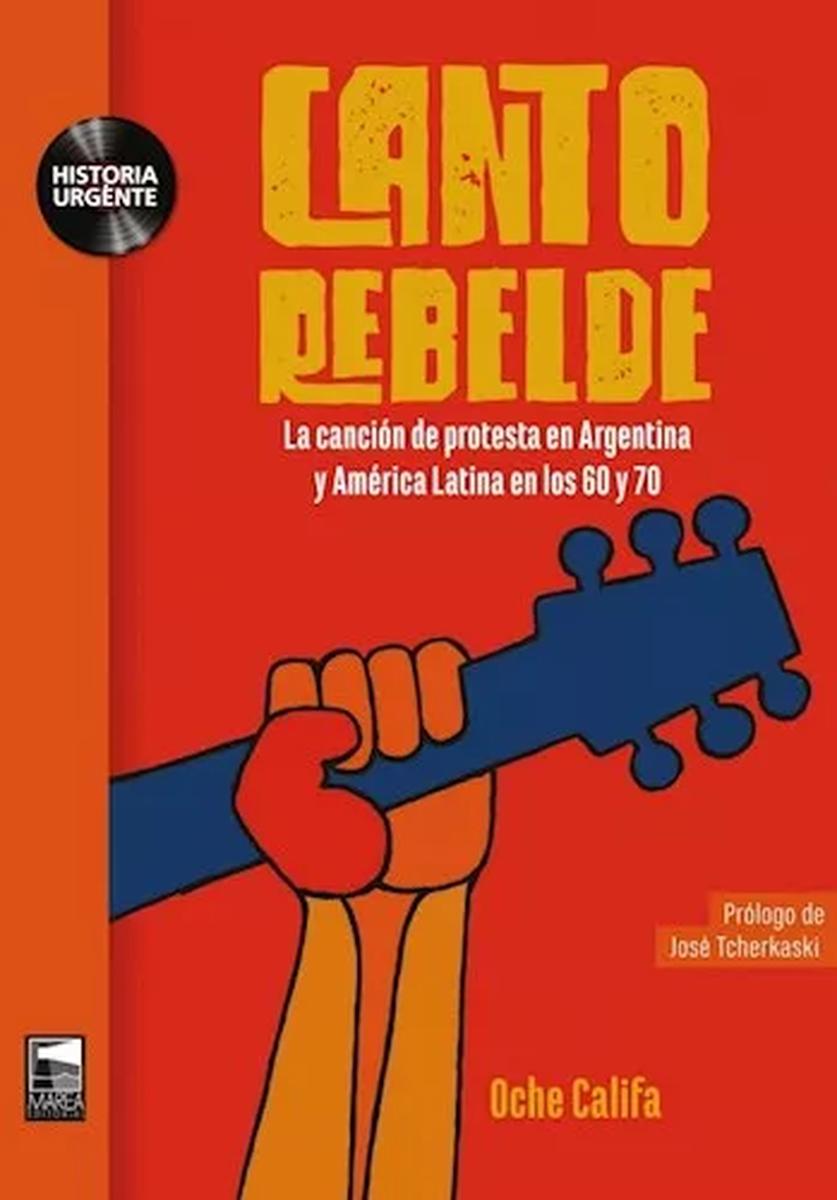 HISTORIA
URGENTE
CANTO
REBELDE
La canción de protesta en Argentina
y América Latina en los 60 y 70
Prólogo de
José Tcherkaski
MAREA
EDITORIAL
Oche Califa